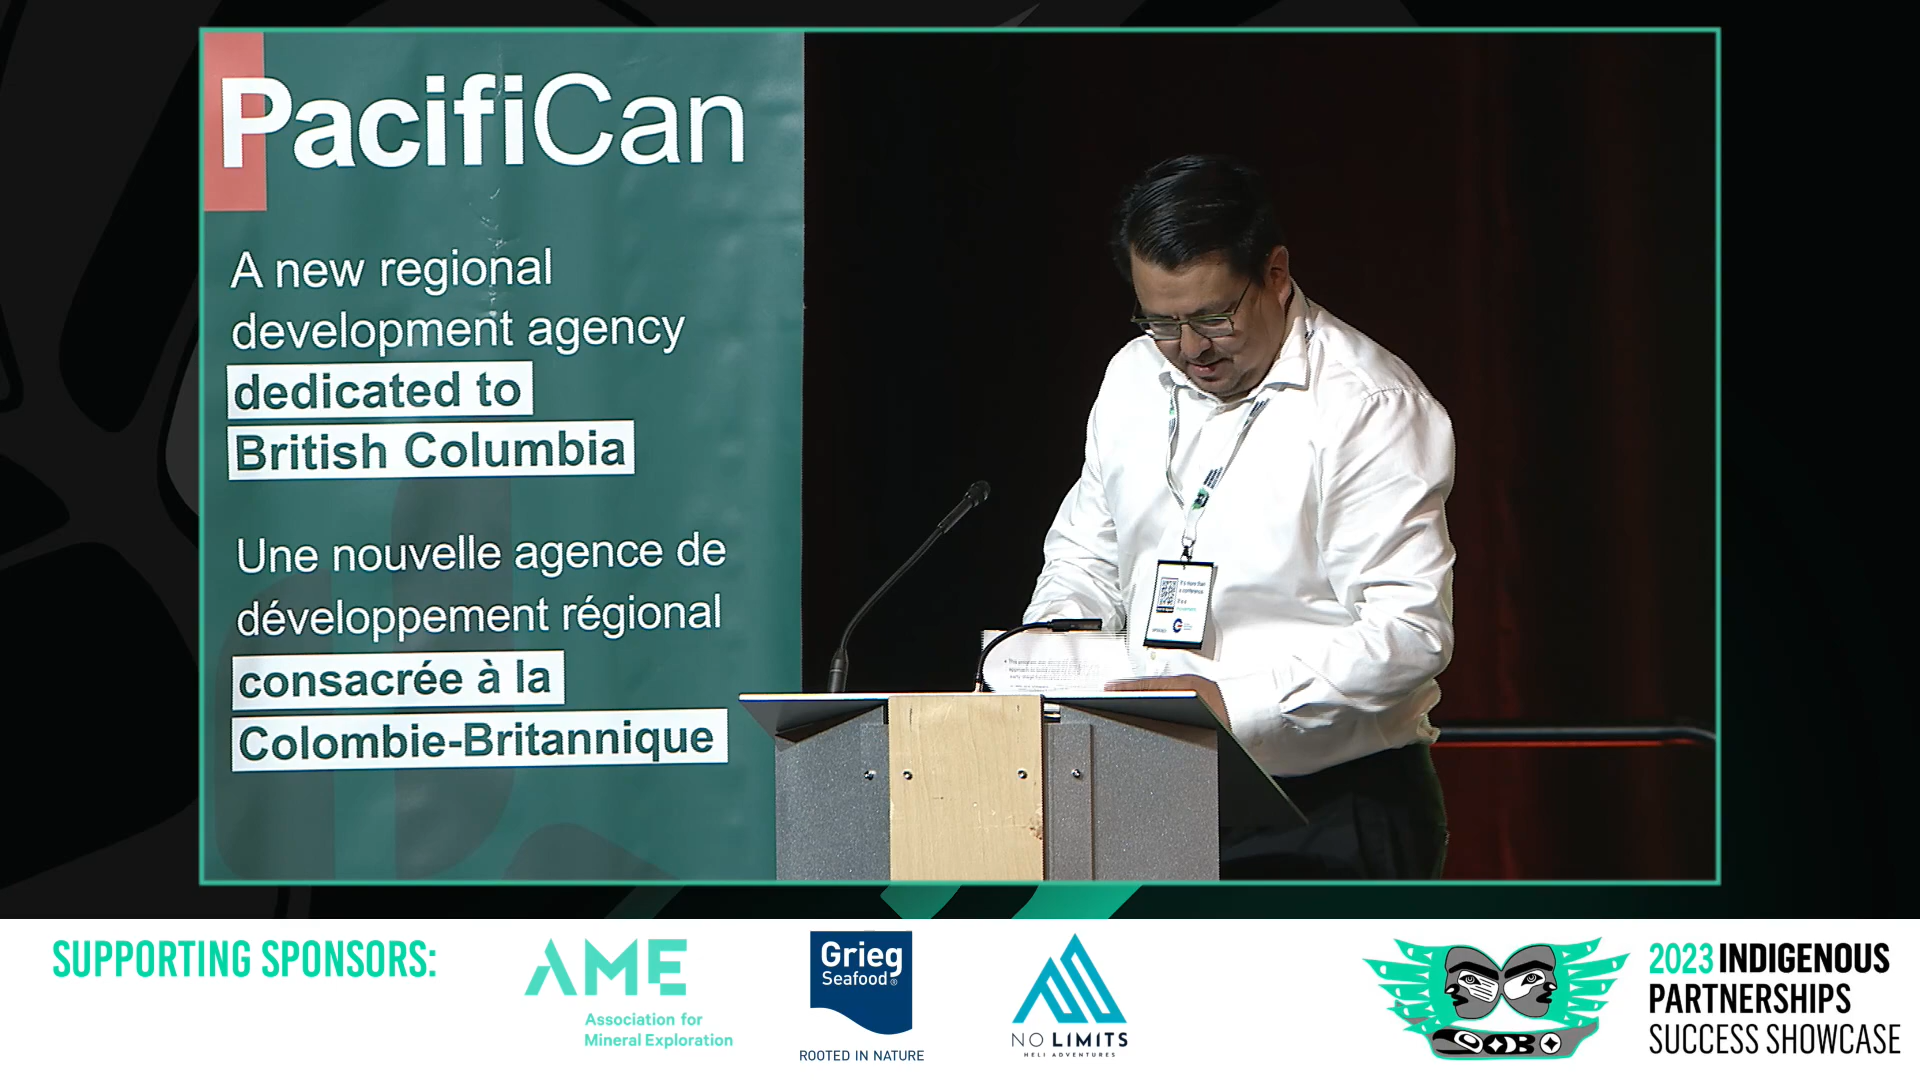 PacifiCan
A new regional
development agency
dedicated to
British Columbia
Une nouvelle agence de
développement régional
consacrée à la
Colombie-Britannique
SUPPORTING SPONSORS:
AME
Association for
Mineral Exploration
Grieg
Seafood®
ROOTED IN NATURE
NO LIMITS
HELI ADVENTURES
2023 INDIGENOUS
PARTNERSHIPS
SUCCESS SHOWCASE